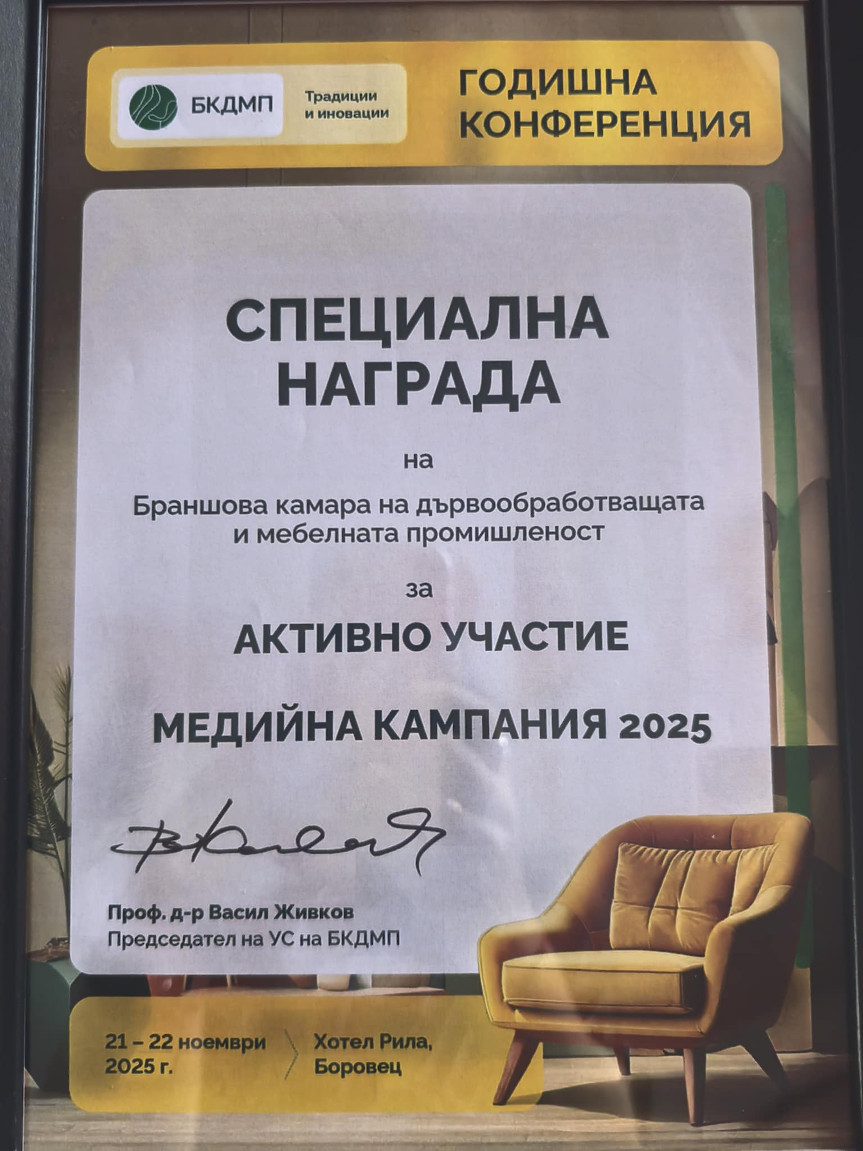 БКДМП
Традиции
и иновации
ГОДИШНА
КОНФЕРЕНЦИЯ
СПЕЦИАЛНА
НАГРАДА
на
Браншова камара на дървообработващата
и мебелната промишленост
за
АКТИВНО УЧАСТИЕ
МЕДИЙНА КАМПАНИЯ 2025
Проф. д-р Васил Живков
Председател на УС на БКДМП
21 – 22 ноември
2025 г.
Хотел Рила,
Боровец